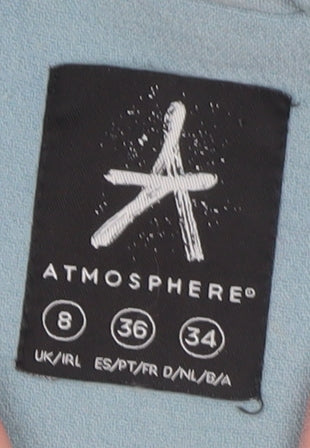 A
ATMOSPHERE®
8 36 34
UK/IRL ES/PT/FR D/NL/B/A